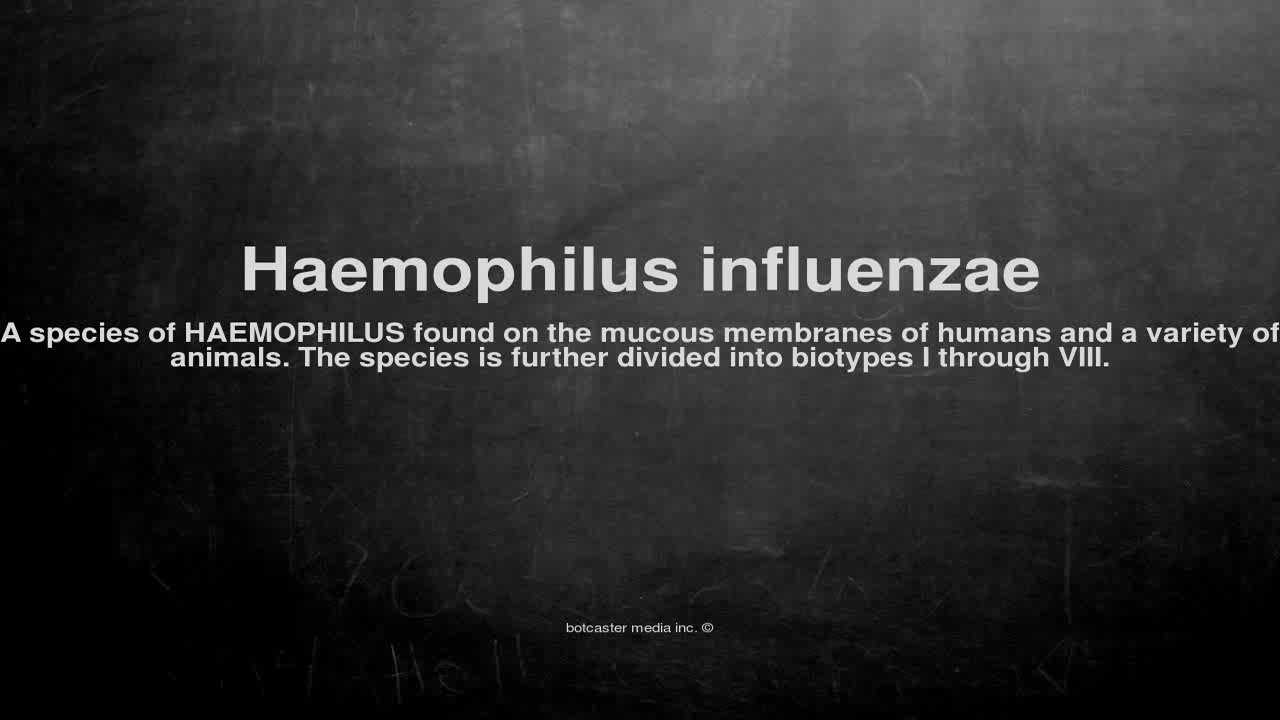 Haemophilus influenzae
A species of HAEMOPHILUS found on the mucous membranes of humans and a variety of
animals. The species is further divided into biotypes I through VIII.
botcaster media inc. ©